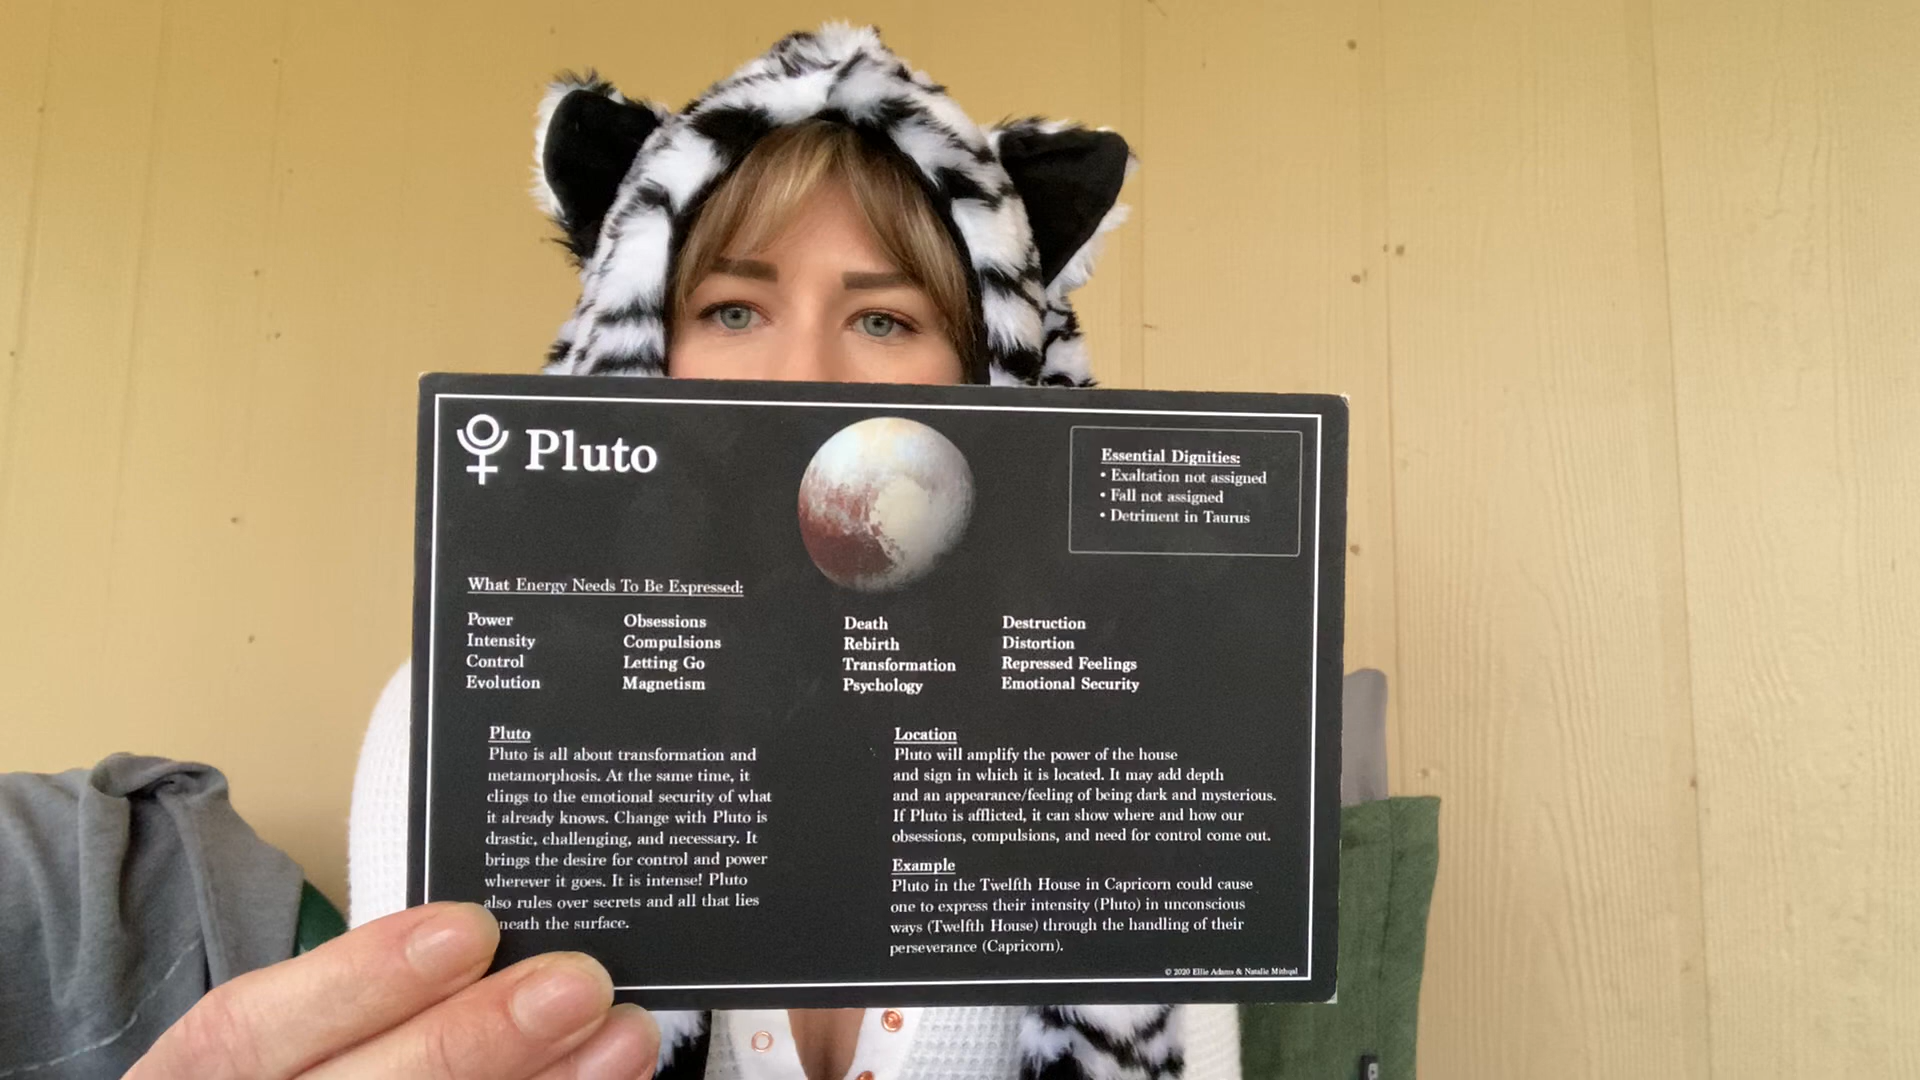 Pluto
Essential Dignities:
• Exaltation not assigned
• Fall not assigned
• Detriment in Taurus
What Energy Needs To Be Expressed:
Power
Intensity
Control
Evolution
Obsessions
Compulsions
Letting Go
Magnetism
Death
Rebirth
Transformation
Psychology
Destruction
Distortion
Repressed Feelings
Emotional Security
Pluto
Pluto is all about transformation and
metamorphosis. At the same time, it
clings to the emotional security of what
it already knows. Change with Pluto is
drastic, challenging, and necessary. It
brings the desire for control and power
wherever it goes. It is intense! Pluto
also rules over secrets and all that lies
neath the surface.
Location
Pluto will amplify the power of the house
and sign in which it is located. It may add depth
and an appearance/feeling of being dark and mysterious.
If Pluto is afflicted, it can show where and how our
obsessions, compulsions, and need for control come out.
Example
Pluto in the Twelfth House in Capricorn could cause
one to express their intensity (Pluto) in unconscious
ways (Twelfth House) through the handling of their
perseverance (Capricorn).
© 2020 Ellie Adams & Natalie